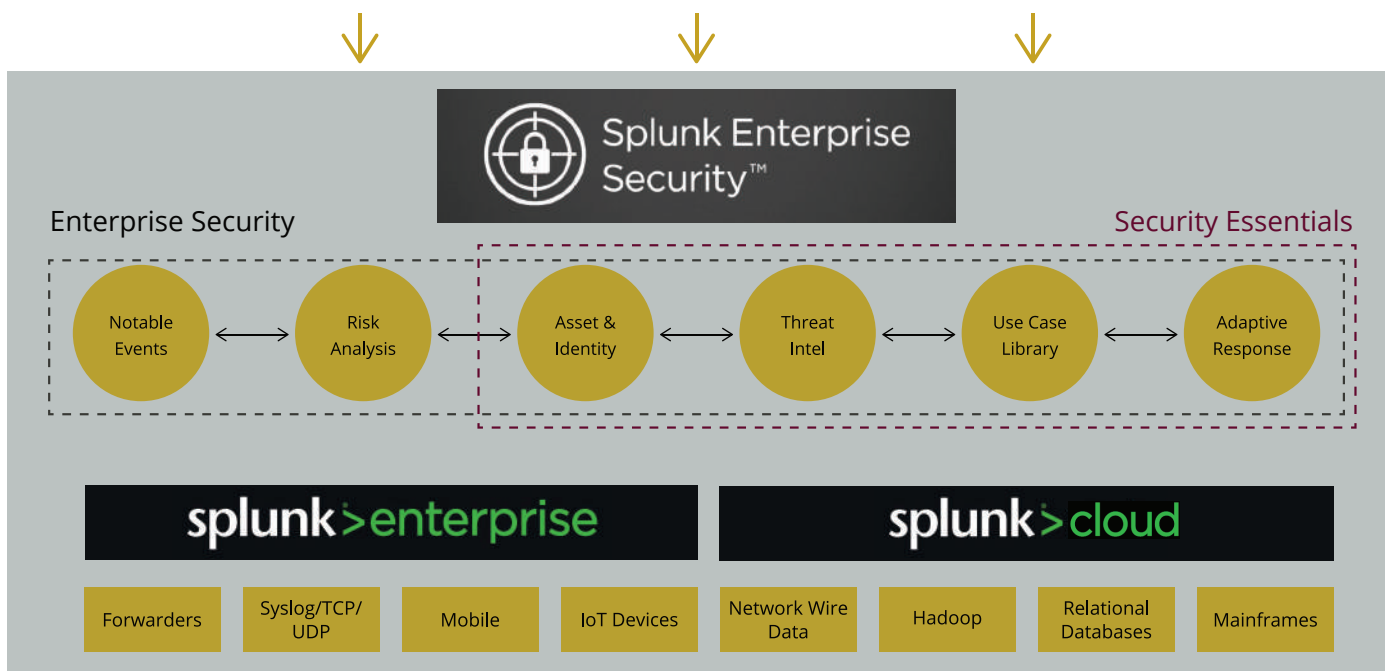 Splunk Enterprise
Security™
Enterprise Security
Security Essentials
Notable
Events
Risk
Analysis
Asset &
Identity
Threat
Intel
Use Case
Library
Adaptive
Response
splunk>enterprise
splunk>cloud
Forwarders
Syslog/TCP/
UDP
Mobile
IoT Devices
Network Wire
Data
Hadoop
Relational
Databases
Mainframes